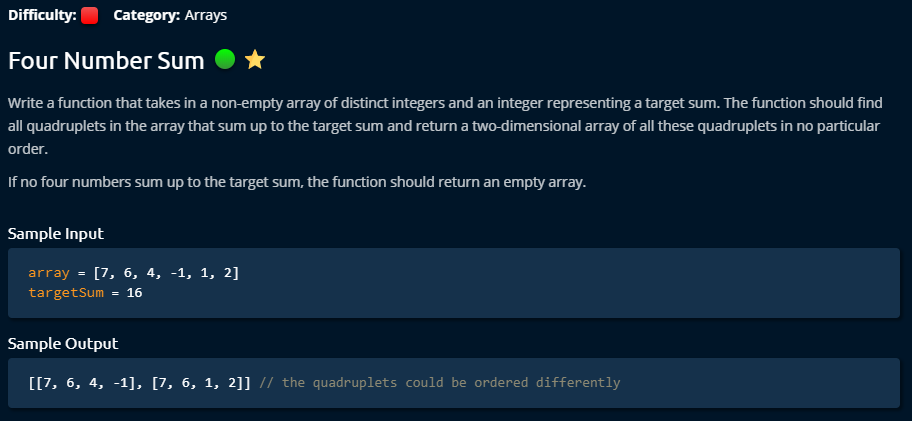 Difficulty: Category: Arrays
Four Number Sum
Write a function that takes in a non-empty array of distinct integers and an integer representing a target sum. The function should find
all quadruplets in the array that sum up to the target sum and return a two-dimensional array of all these quadruplets in no particular
order.
If no four numbers sum up to the target sum, the function should return an empty array.
Sample Input
array = [7, 6, 4, -1, 1, 2]
targetSum = 16
Sample Output
[[7, 6, 4, -1], [7, 6, 1, 2]] // the quadruplets could be ordered differently